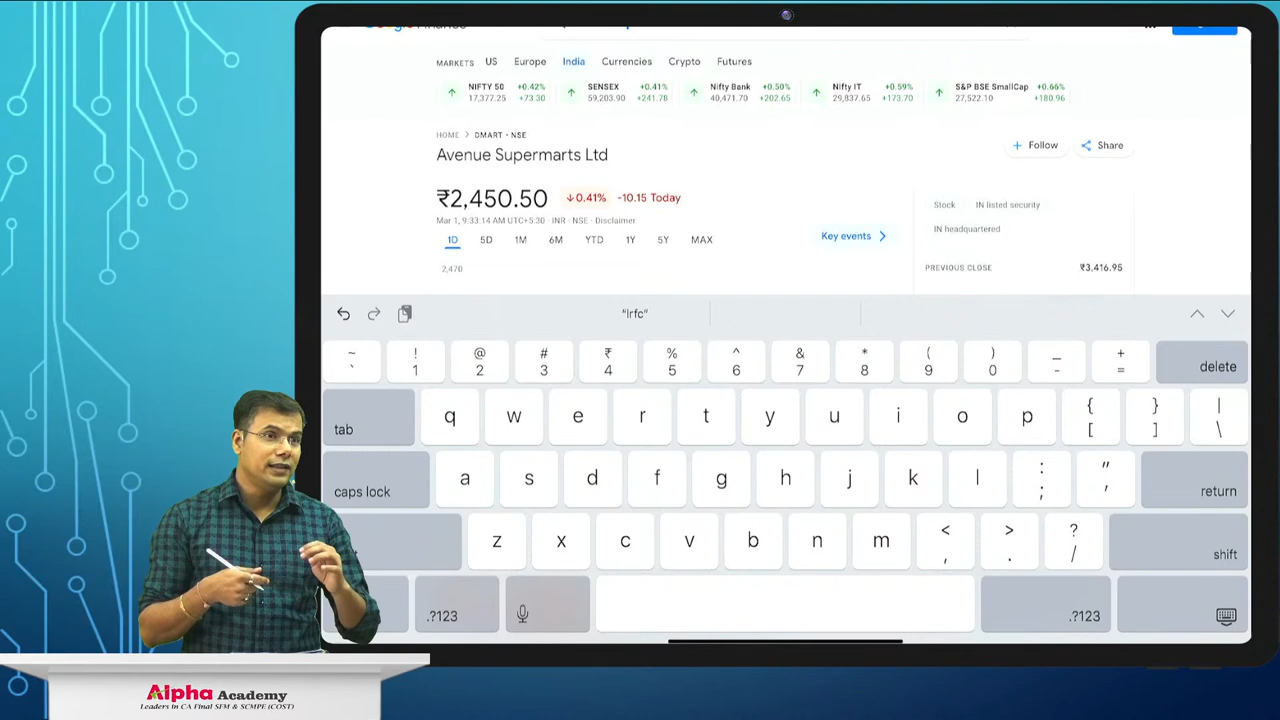 MARKETS US Europe India Currencies Crypto Futures
NIFTY 50 +0.42%
17,377.25 +73.30
SENSEX +0.41%
59,203.90 +241.78
Nifty Bank +0.50%
40,471.70 +202.65
Nifty IT +0.59%
29,837.65 +173.70
S&P BSE SmallCap +0.66%
27,522.10 +180.96
HOME > DMART • NSE
Avenue Supermarts Ltd
+ Follow
Share
₹2,450.50 ↓0.41% -10.15 Today
Mar 1, 9:33:14 AM UTC+5:30 · INR · NSE · Disclaimer
1D 5D 1M 6M YTD 1Y 5Y MAX
Key events >
2,470
Stock IN listed security
IN headquartered
PREVIOUS CLOSE ₹3,416.95
“Irfc”
~ ! @ # ₹ % ^ & * ( ) _ +
` 1 2 3 4 5 6 7 8 9 0 - = delete
tab q w e r t y u i o p { [ } ] | \
caps lock a s d f g h j k l : ; " ' return
z x c v b n m < , > . ? / shift
.?123 .?123
Alpha Academy
Leaders in CA Final SFM & SCMPE (COST)